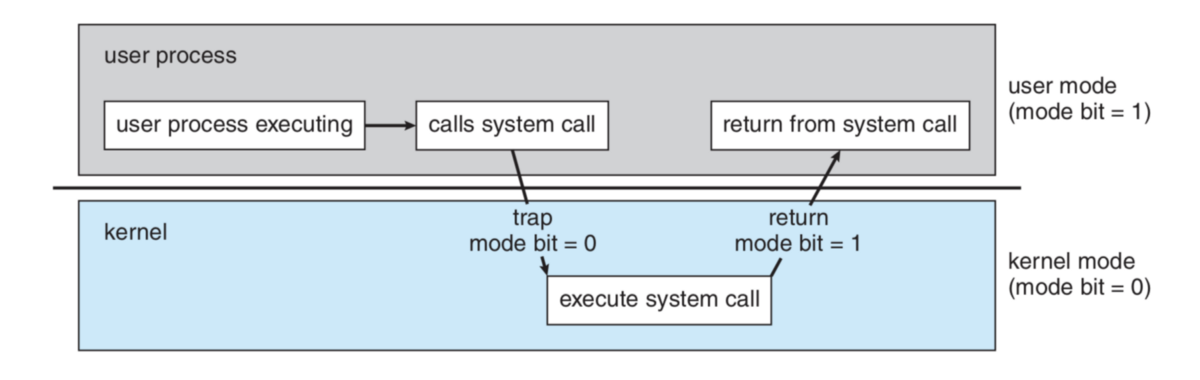 user process
user process executing
calls system call
return from system call
user mode
(mode bit = 1)
kernel
trap
mode bit = 0
return
mode bit = 1
execute system call
kernel mode
(mode bit = 0)